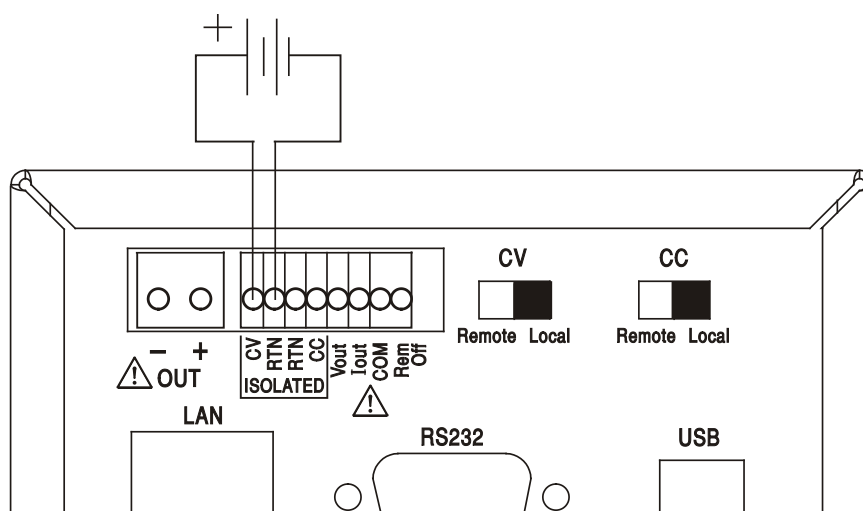 +
CV
CC
Remote Local
Remote Local
− +
OUT
CV
RTN
RTN
CC
Vout
Iout
COM
Rem
Off
ISOLATED
LAN
RS232
USB